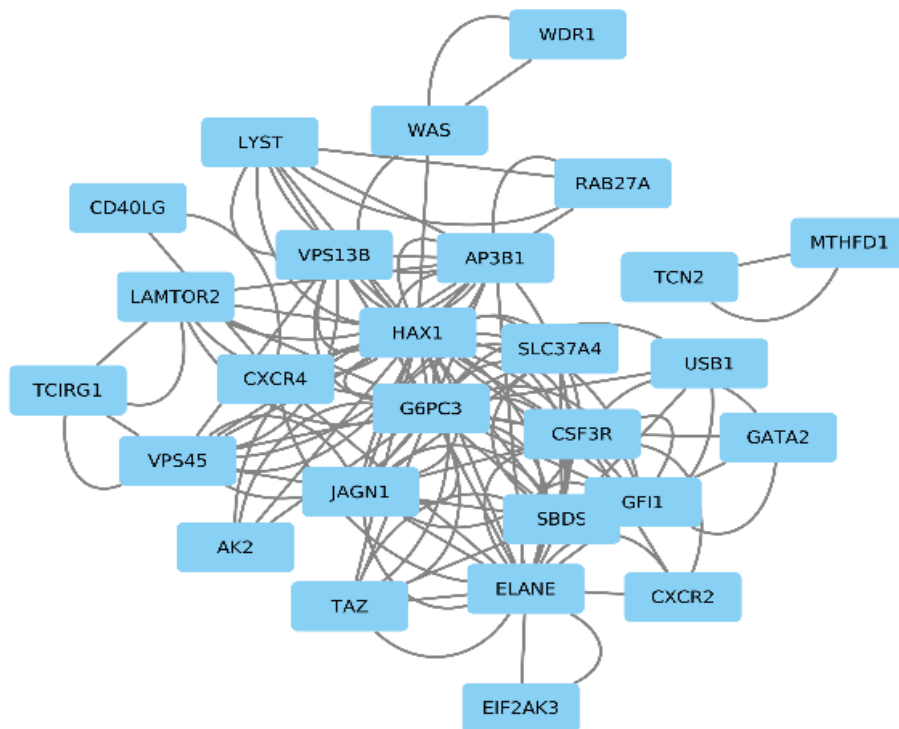 WDR1
WAS
LYST
RAB27A
CD40LG
MTHFD1
VPS13B
AP3B1
TCN2
LAMTOR2
HAX1
SLC37A4
USB1
CXCR4
TCIRG1
G6PC3
CSF3R
GATA2
VPS45
JAGN1
GFI1
SBDS
AK2
ELANE
CXCR2
TAZ
EIF2AK3